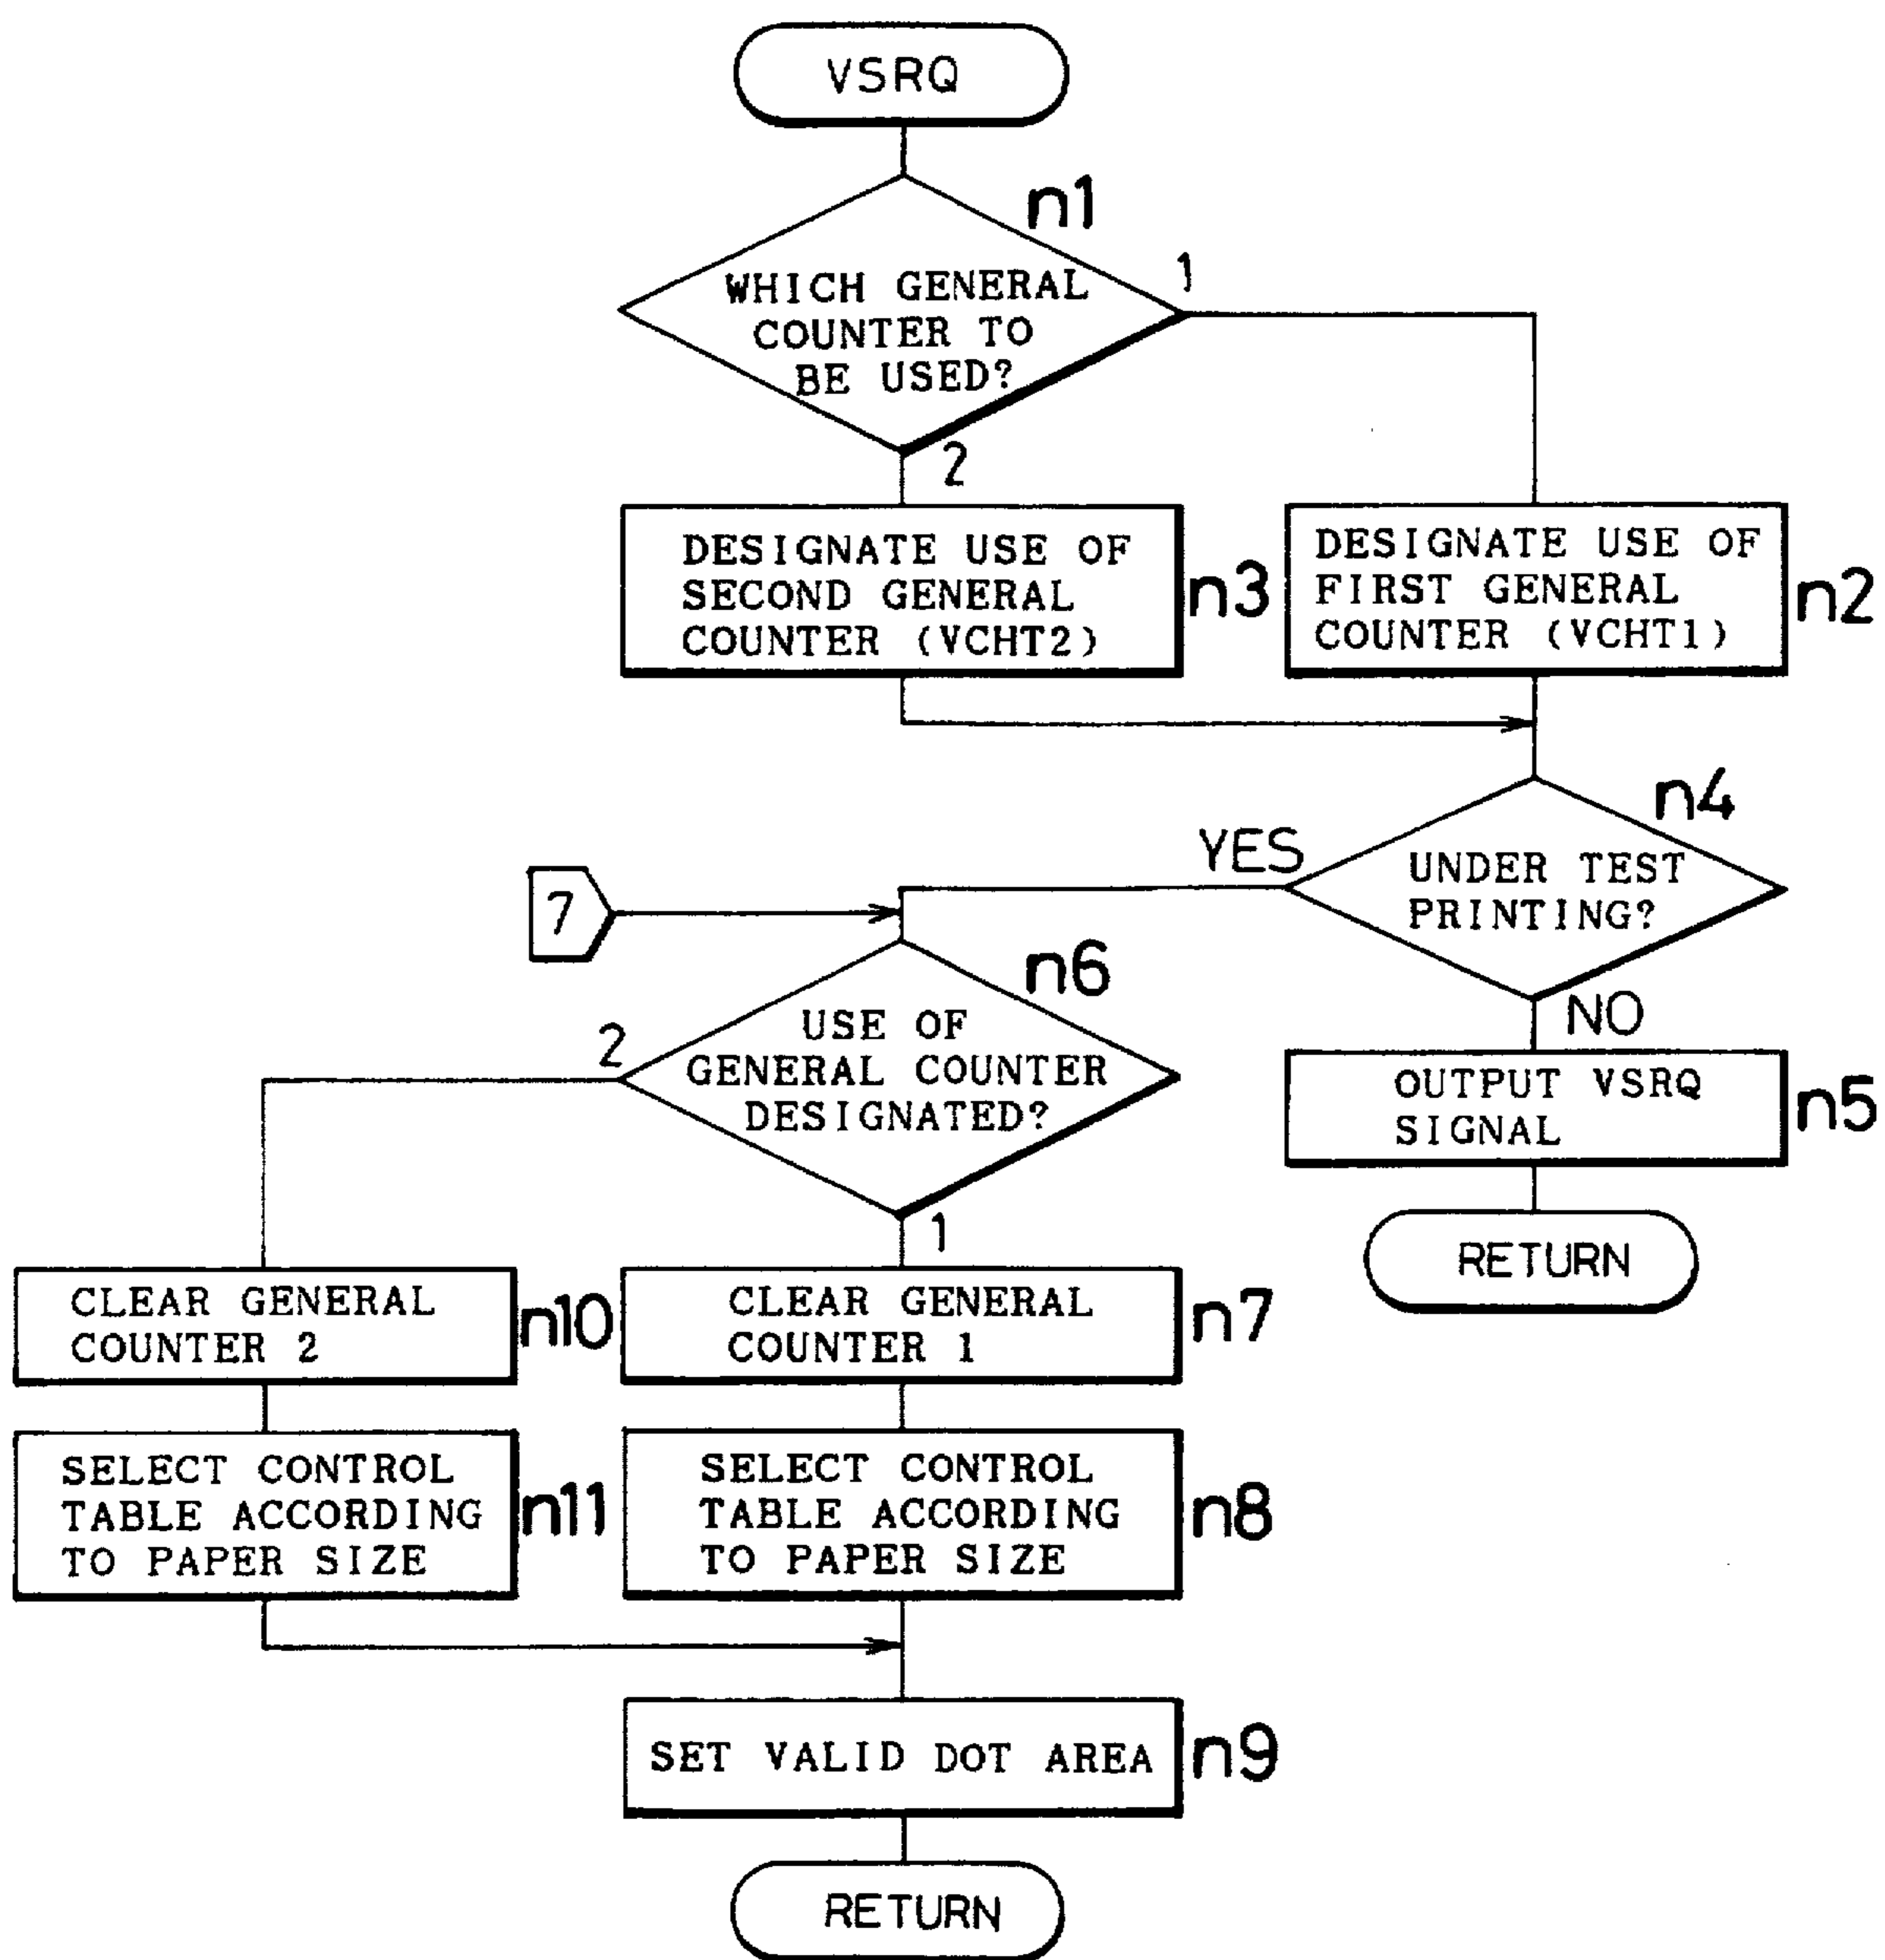 VSRQ
n1
WHICH GENERAL
COUNTER TO
BE USED?
1
2
DESIGNATE USE OF
SECOND GENERAL
COUNTER (VCHT2)
n3
DESIGNATE USE OF
FIRST GENERAL
COUNTER (VCHT1)
n2
n4
UNDER TEST
PRINTING?
YES
NO
7
n6
USE OF
GENERAL COUNTER
DESIGNATED?
2
1
OUTPUT VSRQ
SIGNAL
n5
RETURN
CLEAR GENERAL
COUNTER 2
n10
CLEAR GENERAL
COUNTER 1
n7
SELECT CONTROL
TABLE ACCORDING
TO PAPER SIZE
n11
SELECT CONTROL
TABLE ACCORDING
TO PAPER SIZE
n8
SET VALID DOT AREA
n9
RETURN